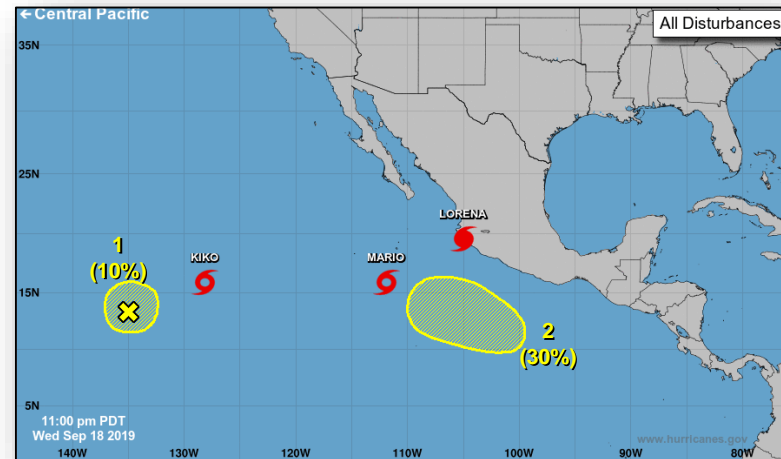 ← Central Pacific
All Disturbances
35N
25N
LORENA
1
(10%)
KIKO
MARIO
15N
2
(30%)
5N
11:00 pm PDT
Wed Sep 18 2019
www.hurricanes.gov
140W
130W
120W
110W
100W
90W
80W